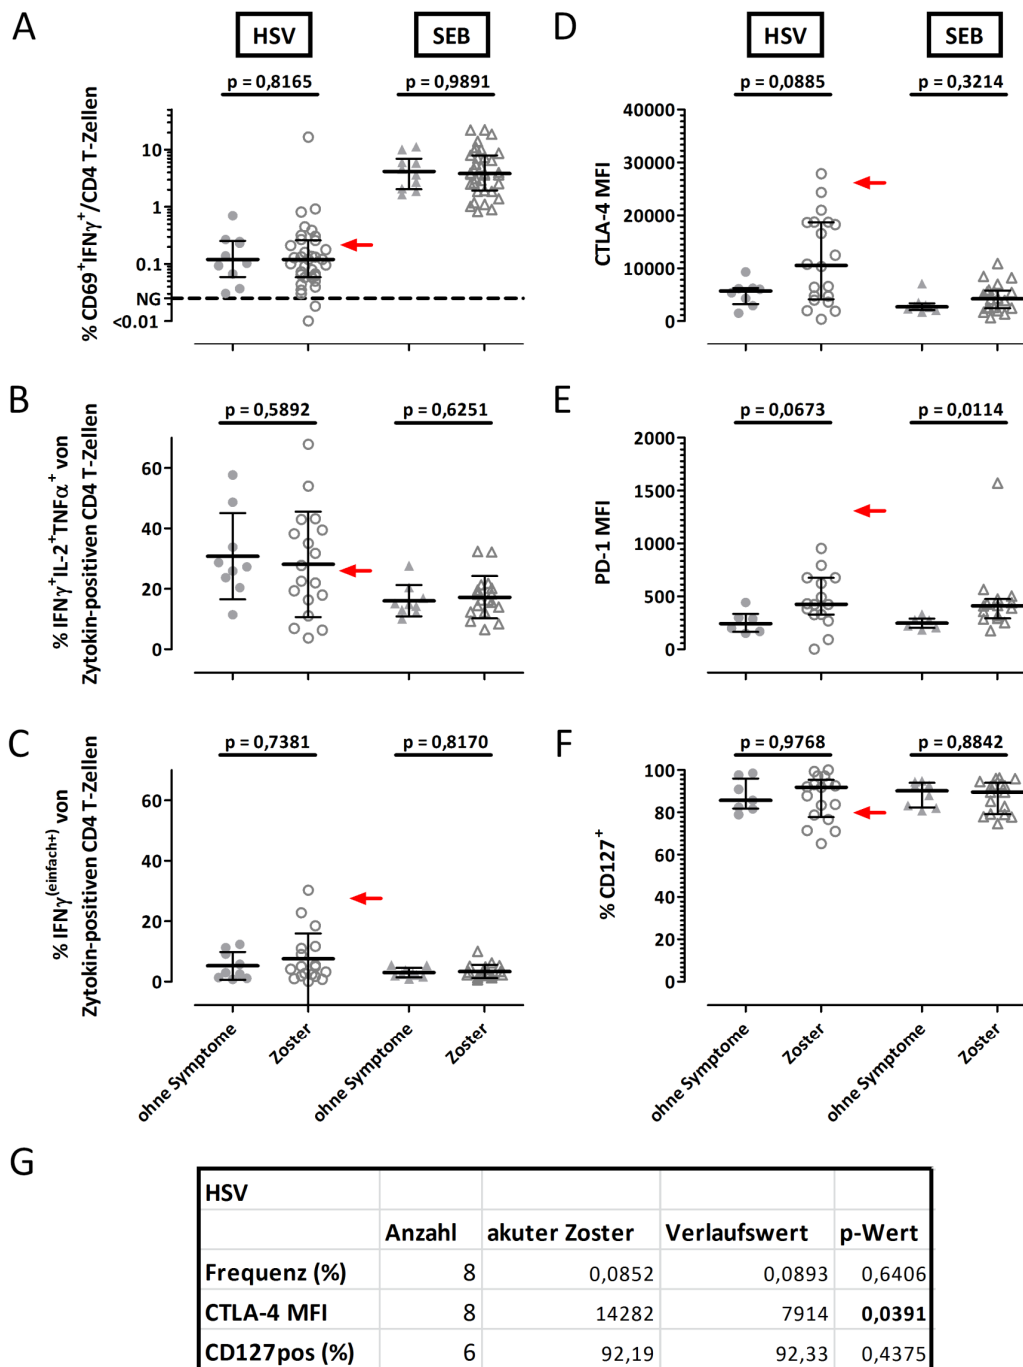 A
HSV
SEB
p = 0,8165
p = 0,9891
% CD69+IFNγ+/CD4 T-Zellen
10
1
0.1
NG
<0.01
D
HSV
SEB
p = 0,0885
p = 0,3214
CTLA-4 MFI
40000
30000
20000
10000
0
B
p = 0,5892
p = 0,6251
% IFNγ+IL-2+TNFα+ von
Zytokin-positiven CD4 T-Zellen
60
40
20
0
E
p = 0,0673
p = 0,0114
PD-1 MFI
2000
1500
1000
500
0
C
p = 0,7381
p = 0,8170
% IFNγ(einfach+) von
Zytokin-positiven CD4 T-Zellen
60
40
20
0
ohne Symptome
Zoster
ohne Symptome
Zoster
F
p = 0,9768
p = 0,8842
% CD127+
100
80
60
40
20
0
ohne Symptome
Zoster
ohne Symptome
Zoster
G
HSV
Anzahl akuter Zoster Verlaufswert p-Wert
Frequenz (%) 8 0,0852 0,0893 0,6406
CTLA-4 MFI 8 14282 7914 0,0391
CD127pos (%) 6 92,19 92,33 0,4375